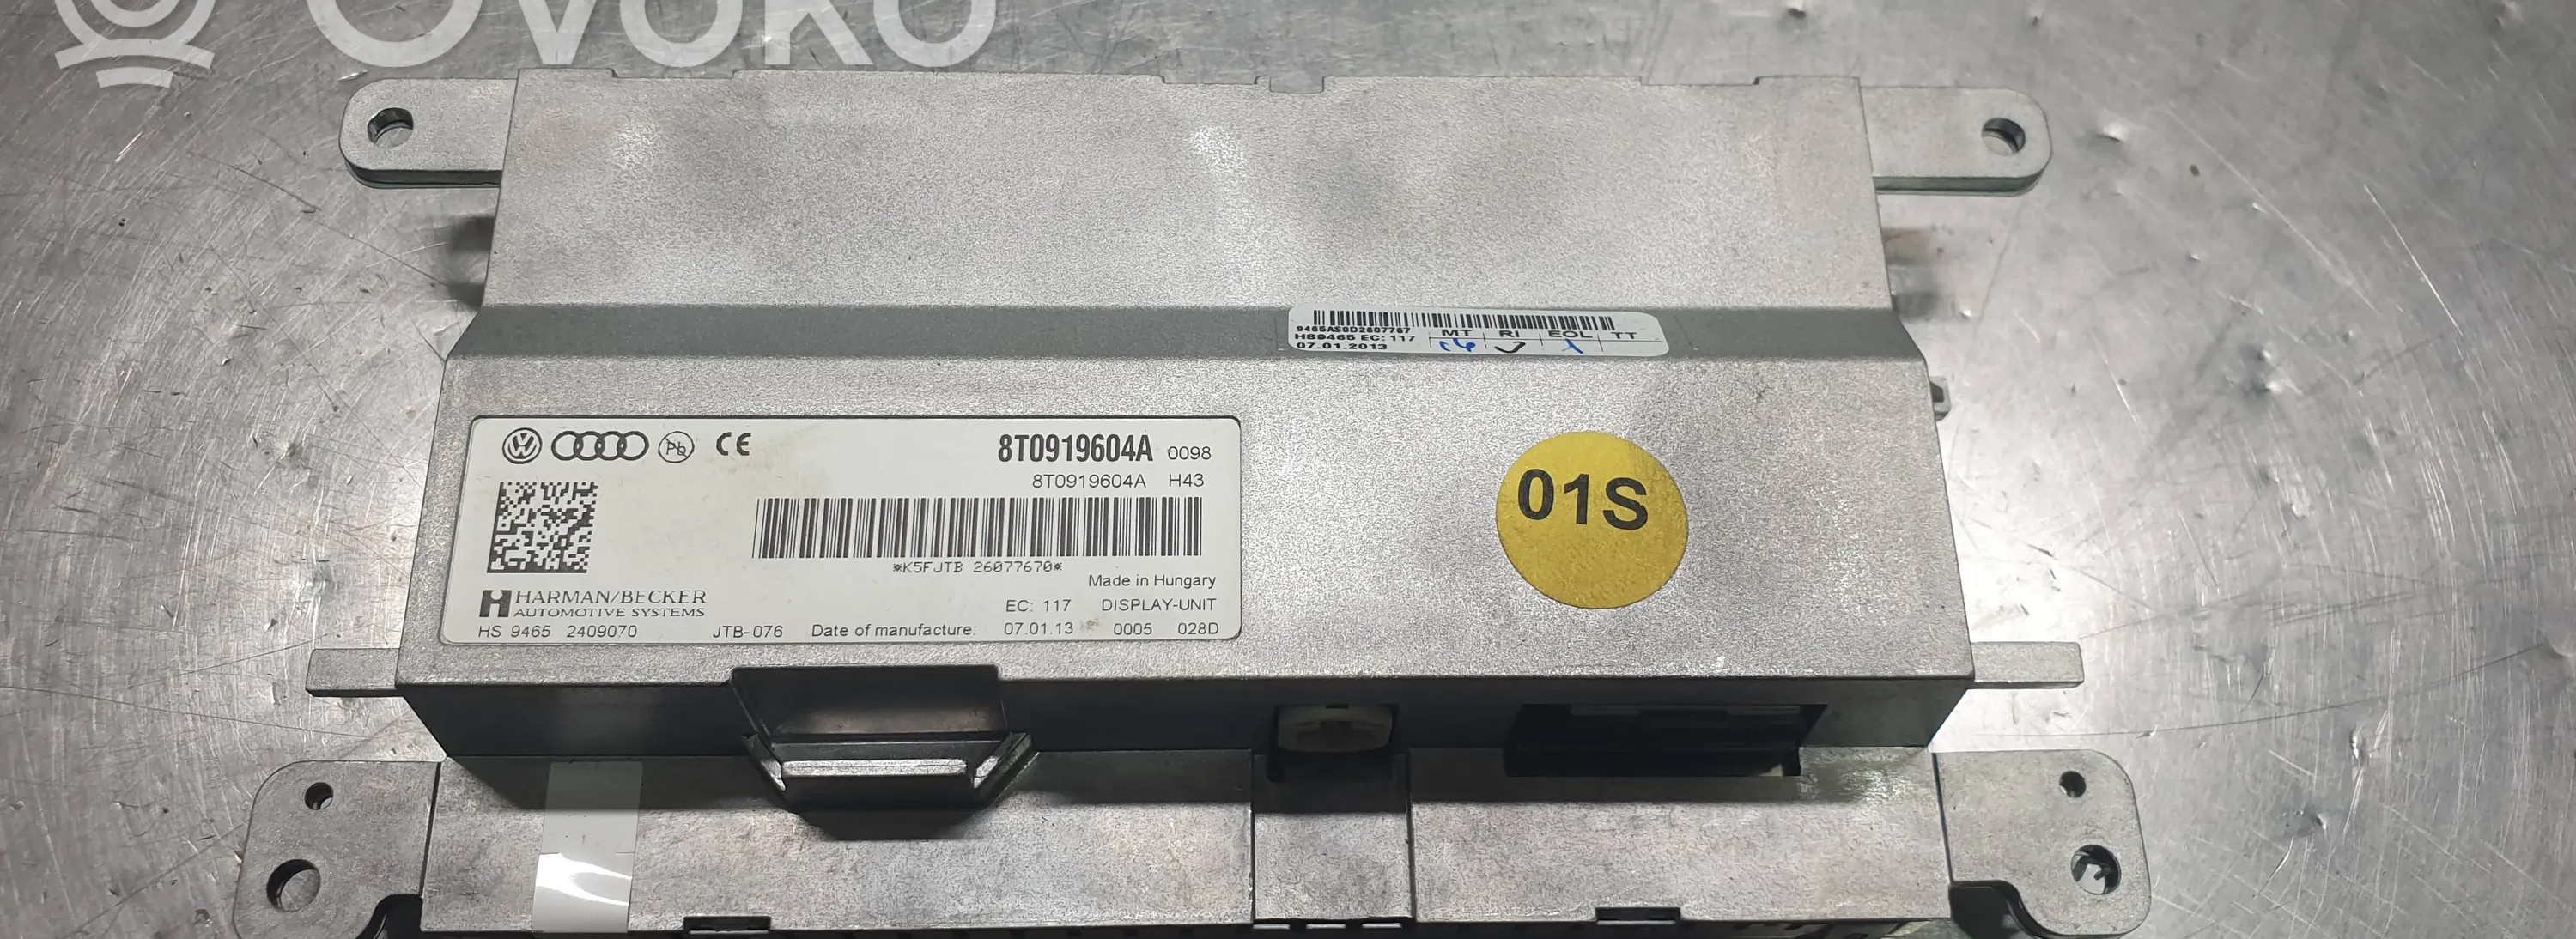 OVOKO
9465AS0D2607767 MT RI EOL TT
HS9465 EC: 117
07.01.2013
Pb CE 8T0919604A 0098
8T0919604A H43
*K5FJTB 26077670*
Made in Hungary
HARMAN/BECKER
AUTOMOTIVE SYSTEMS
EC: 117 DISPLAY-UNIT
HS 9465 2409070 JTB-076 Date of manufacture: 07.01.13 0005 028D
01S